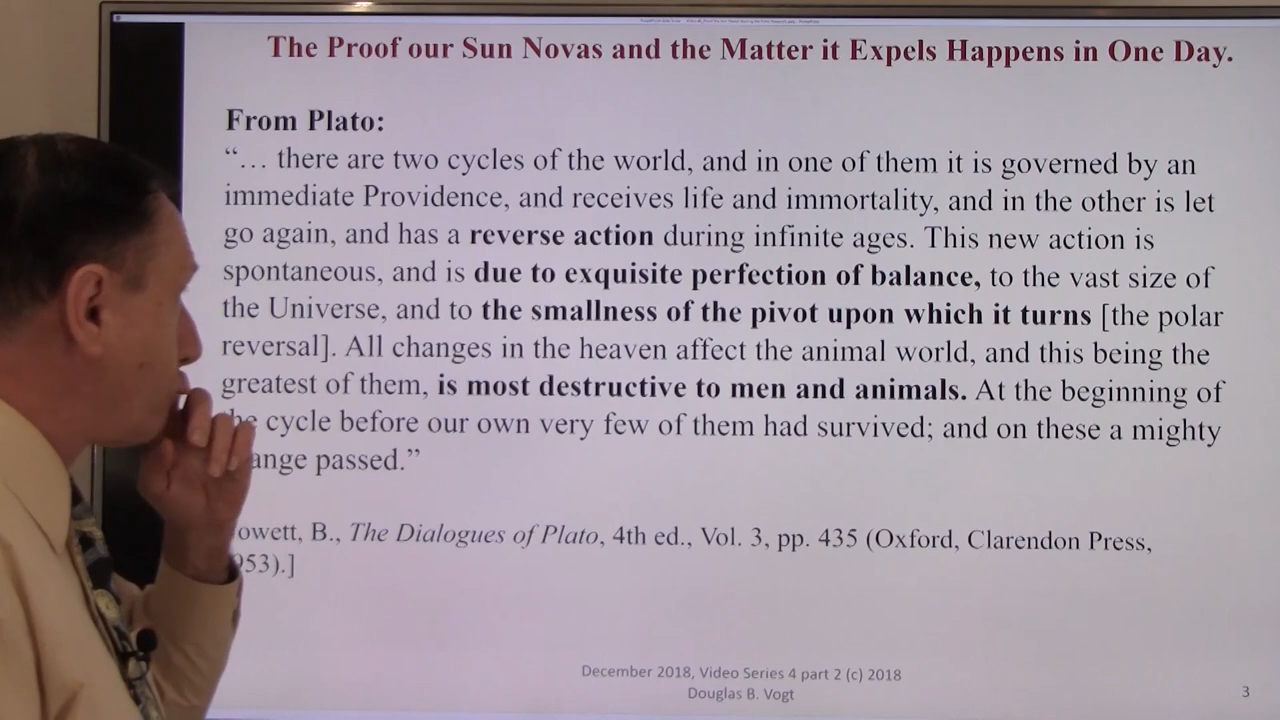 The Proof our Sun Novas and the Matter it Expels Happens in One Day.
From Plato:
“… there are two cycles of the world, and in one of them it is governed by an
immediate Providence, and receives life and immortality, and in the other is let
go again, and has a reverse action during infinite ages. This new action is
spontaneous, and is due to exquisite perfection of balance, to the vast size of
the Universe, and to the smallness of the pivot upon which it turns [the polar
reversal]. All changes in the heaven affect the animal world, and this being the
greatest of them, is most destructive to men and animals. At the beginning of
cycle before our own very few of them had survived; and on these a mighty
ange passed.”
owett, B., The Dialogues of Plato, 4th ed., Vol. 3, pp. 435 (Oxford, Clarendon Press,
53).]
December 2018, Video Series 4 part 2 (c) 2018
Douglas B. Vogt
3